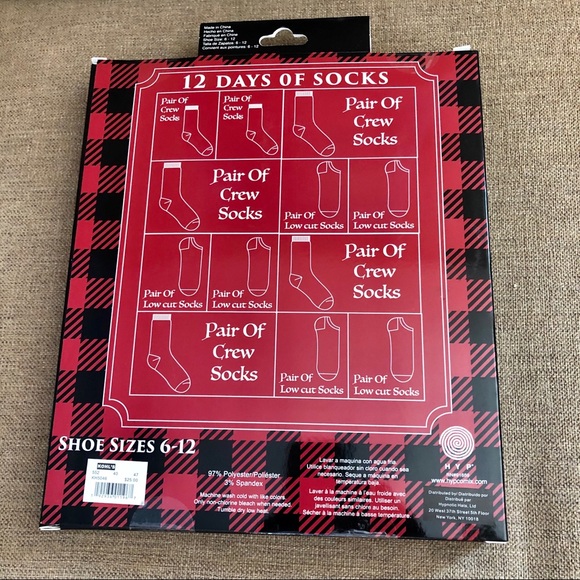 Made in China
Hecho en China
Fabriqué en Chine
Shoe Size: 6 - 12
Talla de Zapatos: 6 - 12
Convient aux pointures: 6 - 12
12 DAYS OF SOCKS
Pair Of
Crew
Socks
Pair Of
Crew
Socks
Pair Of
Crew
Socks
Pair Of
Crew
Socks
Pair Of
Low cut Socks
Pair Of
Low cut Socks
Pair Of
Low cut Socks
Pair Of
Low cut Socks
Pair Of
Crew
Socks
Pair Of
Crew
Socks
Pair Of
Low cut Socks
Pair Of
Low cut Socks
SHOE SIZES 6-12
KOHL'S
$25.00
97% Polyester/Poliéster
3% Spandex
Machine wash cold with like colors.
Only non-chlorine bleach when needed.
Tumble dry low heat.
Lavar a maquina con agua fria.
Utilice blanqueador sin cloro cuando sea
necesario. Seque a maquina en
temperatura baja.
Laver à la machine à l'eau froide avec
des couleurs similaires. Utiliser un
javellisant sans chlore au besoin.
Sécher à la machine à basse température.
HYP
www.hypsocks.com
Distributed by/ Distribuido por
Distribué par
Hypnotic Hats, Ltd.
20 West 37th Street 5th Floor
New York, NY 10018